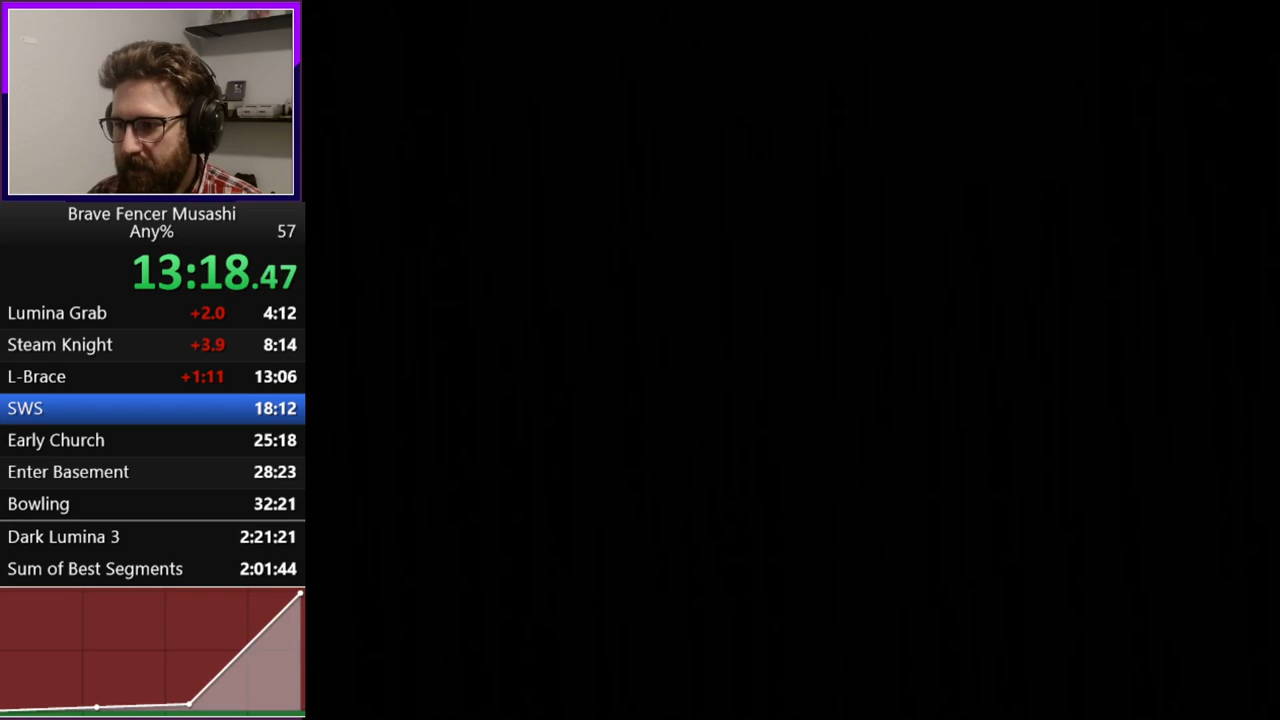 Brave Fencer Musashi
Any% 57
13:18.47
Lumina Grab +2.0 4:12
Steam Knight +3.9 8:14
L-Brace +1:11 13:06
SWS 18:12
Early Church 25:18
Enter Basement 28:23
Bowling 32:21
Dark Lumina 3 2:21:21
Sum of Best Segments 2:01:44